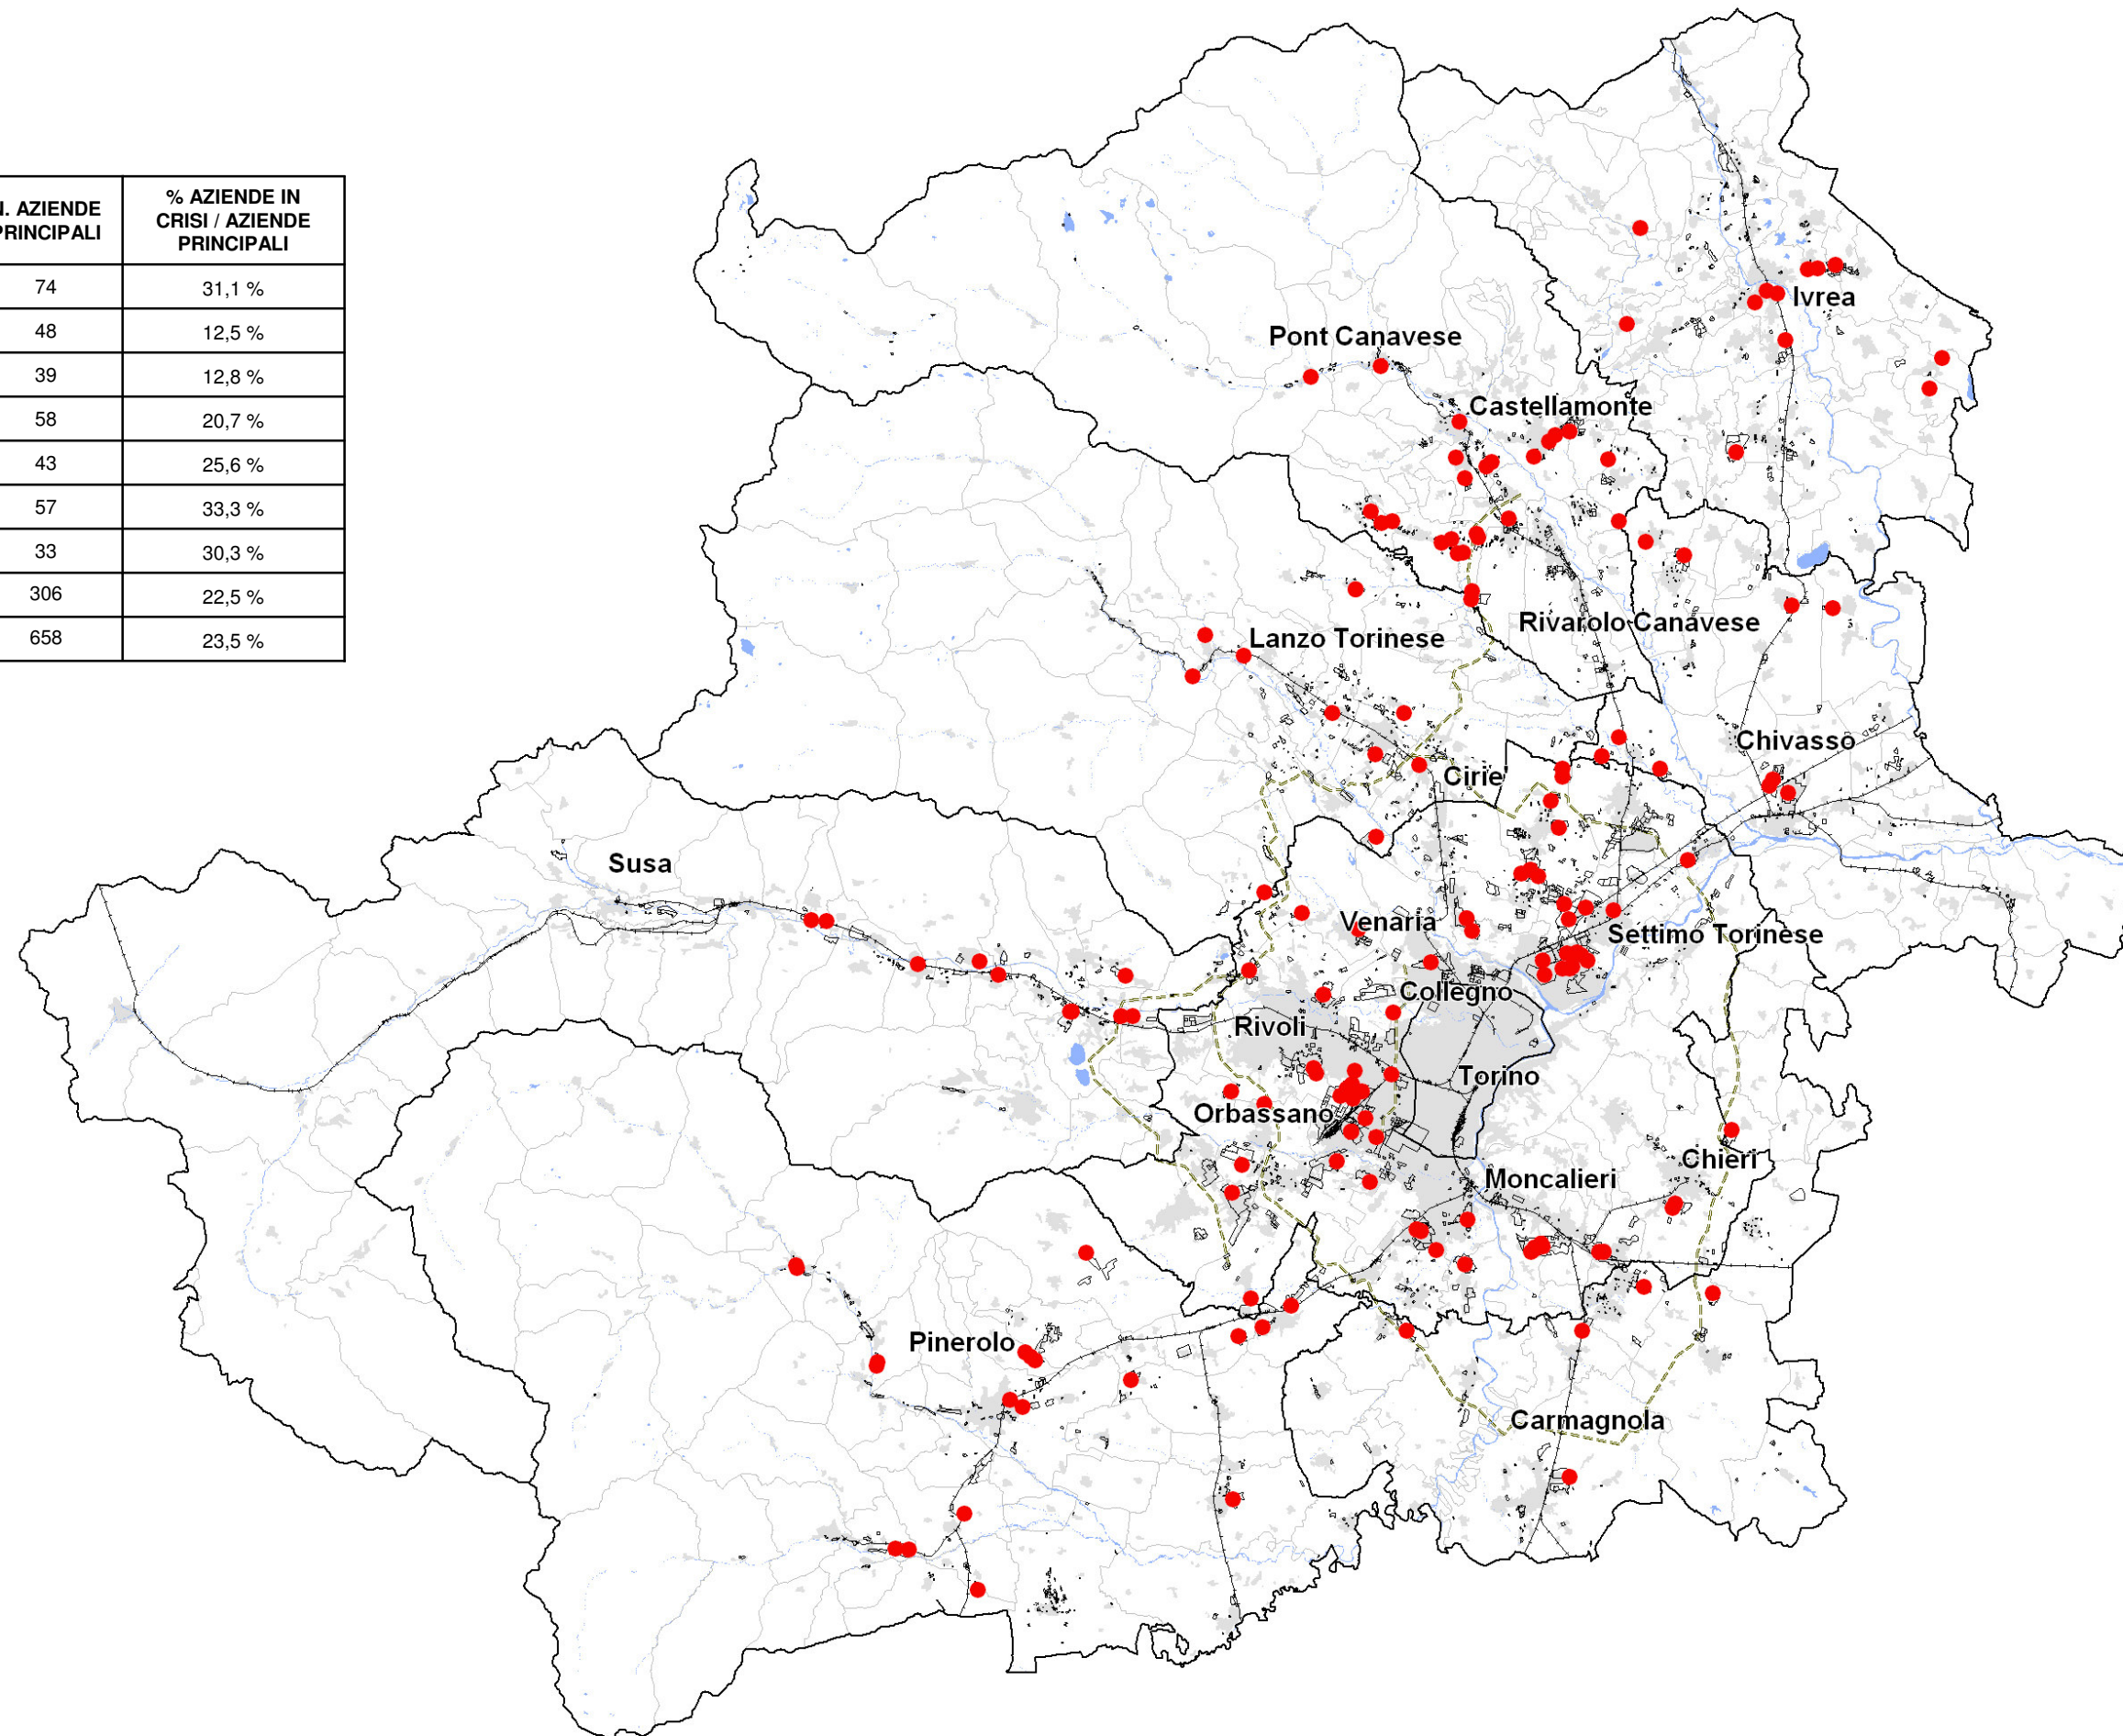 % AZIENDE IN
N. AZIENDE CRISI / AZIENDE
PRINCIPALI PRINCIPALI
74 31,1 %
48 12,5 %
39 12,8 %
58 20,7 %
43 25,6 %
57 33,3 %
33 30,3 %
306 22,5 %
658 23,5 %
Ivrea
Pont Canavese
Castellamonte
Rivarolo Canavese
Lanzo Torinese
Chivasso
Cirie'
Susa
Venaria
Settimo Torinese
Collegno
Rivoli
Torino
Orbassano
Chieri
Moncalieri
Pinerolo
Carmagnola